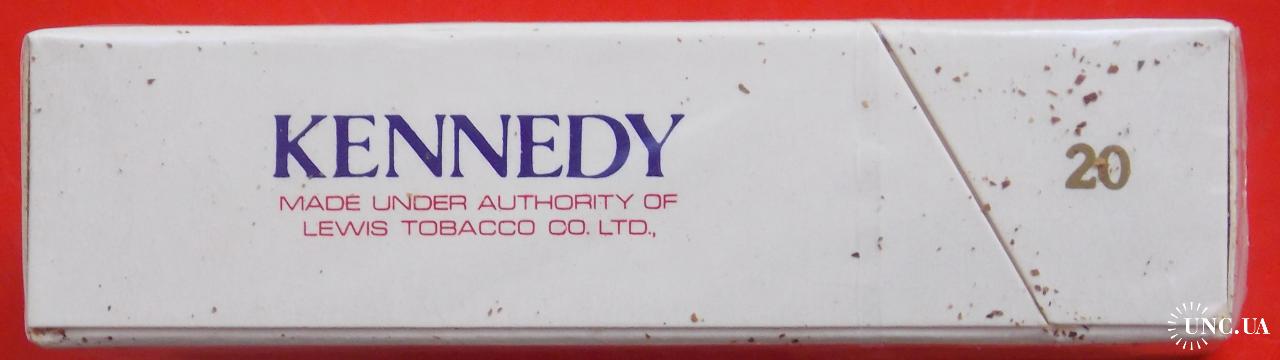 KENNEDY
MADE UNDER AUTHORITY OF
LEWIS TOBACCO CO. LTD.,
20
UNC.UA